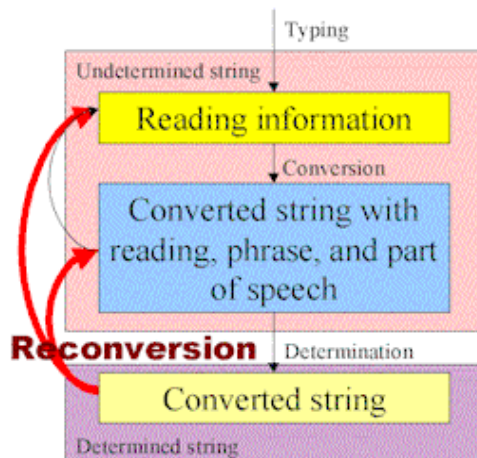 Typing
Undetermined string
Reading information
Conversion
Converted string with
reading, phrase, and part
of speech
Reconversion
Determination
Converted string
Determined string